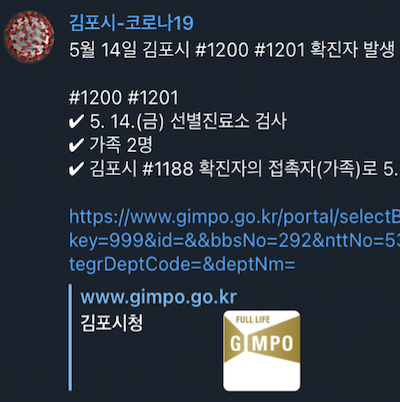 김포시-코로나19
5월 14일 김포시 #1200 #1201 확진자 발생
#1200 #1201
✔ 5. 14.(금) 선별진료소 검사
✔ 가족 2명
✔ 김포시 #1188 확진자의 접촉자(가족)로 5.
https://www.gimpo.go.kr/portal/selectB
key=999&id=&&bbsNo=292&nttNo=53
tegrDeptCode=&deptNm=
www.gimpo.go.kr
김포시청
FULL LIFE
GIMPO